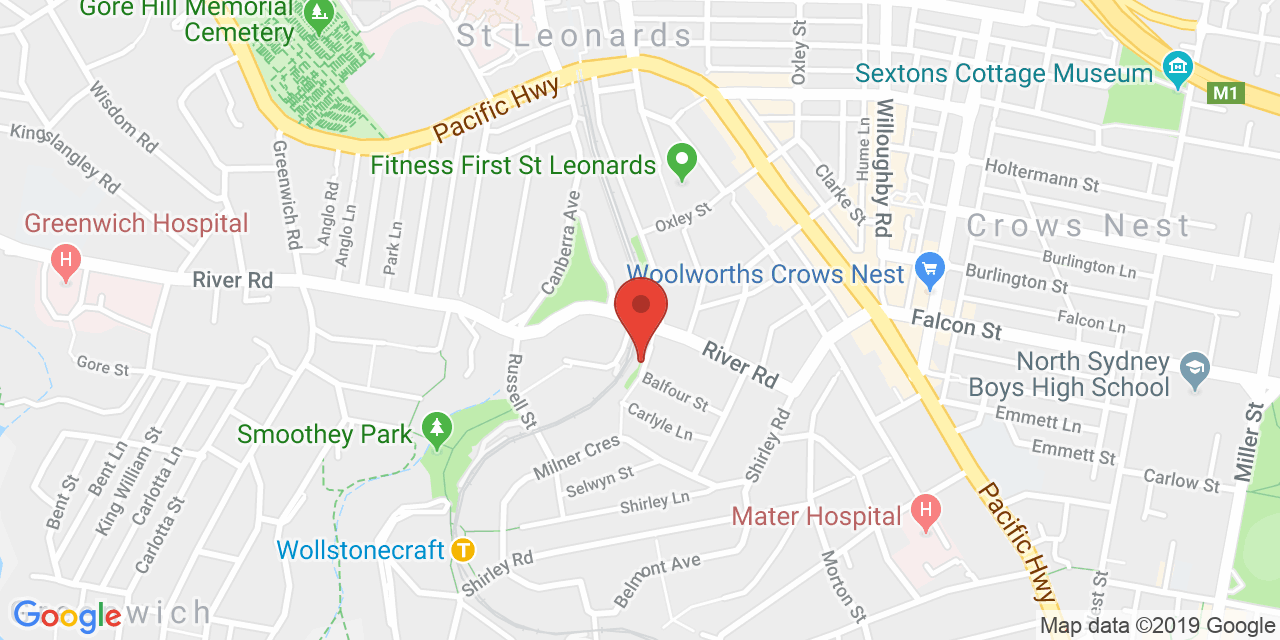 Gore Hill Memorial
Cemetery
St Leonards
Oxley St
Sextons Cottage Museum
M1
Pacific Hwy
Wisdom Rd
Kingslangley Rd
Willoughby Rd
Hume Ln
Fitness First St Leonards
Greenwich Rd
Anglo Rd
Anglo Ln
Park Ln
Canberra Ave
Clarke St
Holtermann St
Oxley St
Greenwich Hospital
Crows Nest
River Rd
Woolworths Crows Nest
Burlington Ln
Burlington St
Falcon Ln
Falcon St
Gore St
Russell St
River Rd
North Sydney
Boys High School
Balfour St
Carlyle Ln
Shirley Rd
Emmett Ln
Emmett St
Miller St
Smoothey Park
Milner Cres
Selwyn St
Shirley Ln
Carlow St
Bent St
Bent Ln
King William St
Carlotta Ln
Carlotta St
Mater Hospital
Pacific Hwy
Wollstonecraft
Shirley Rd
Belmont Ave
Morton St
Google
Map data ©2019 Google